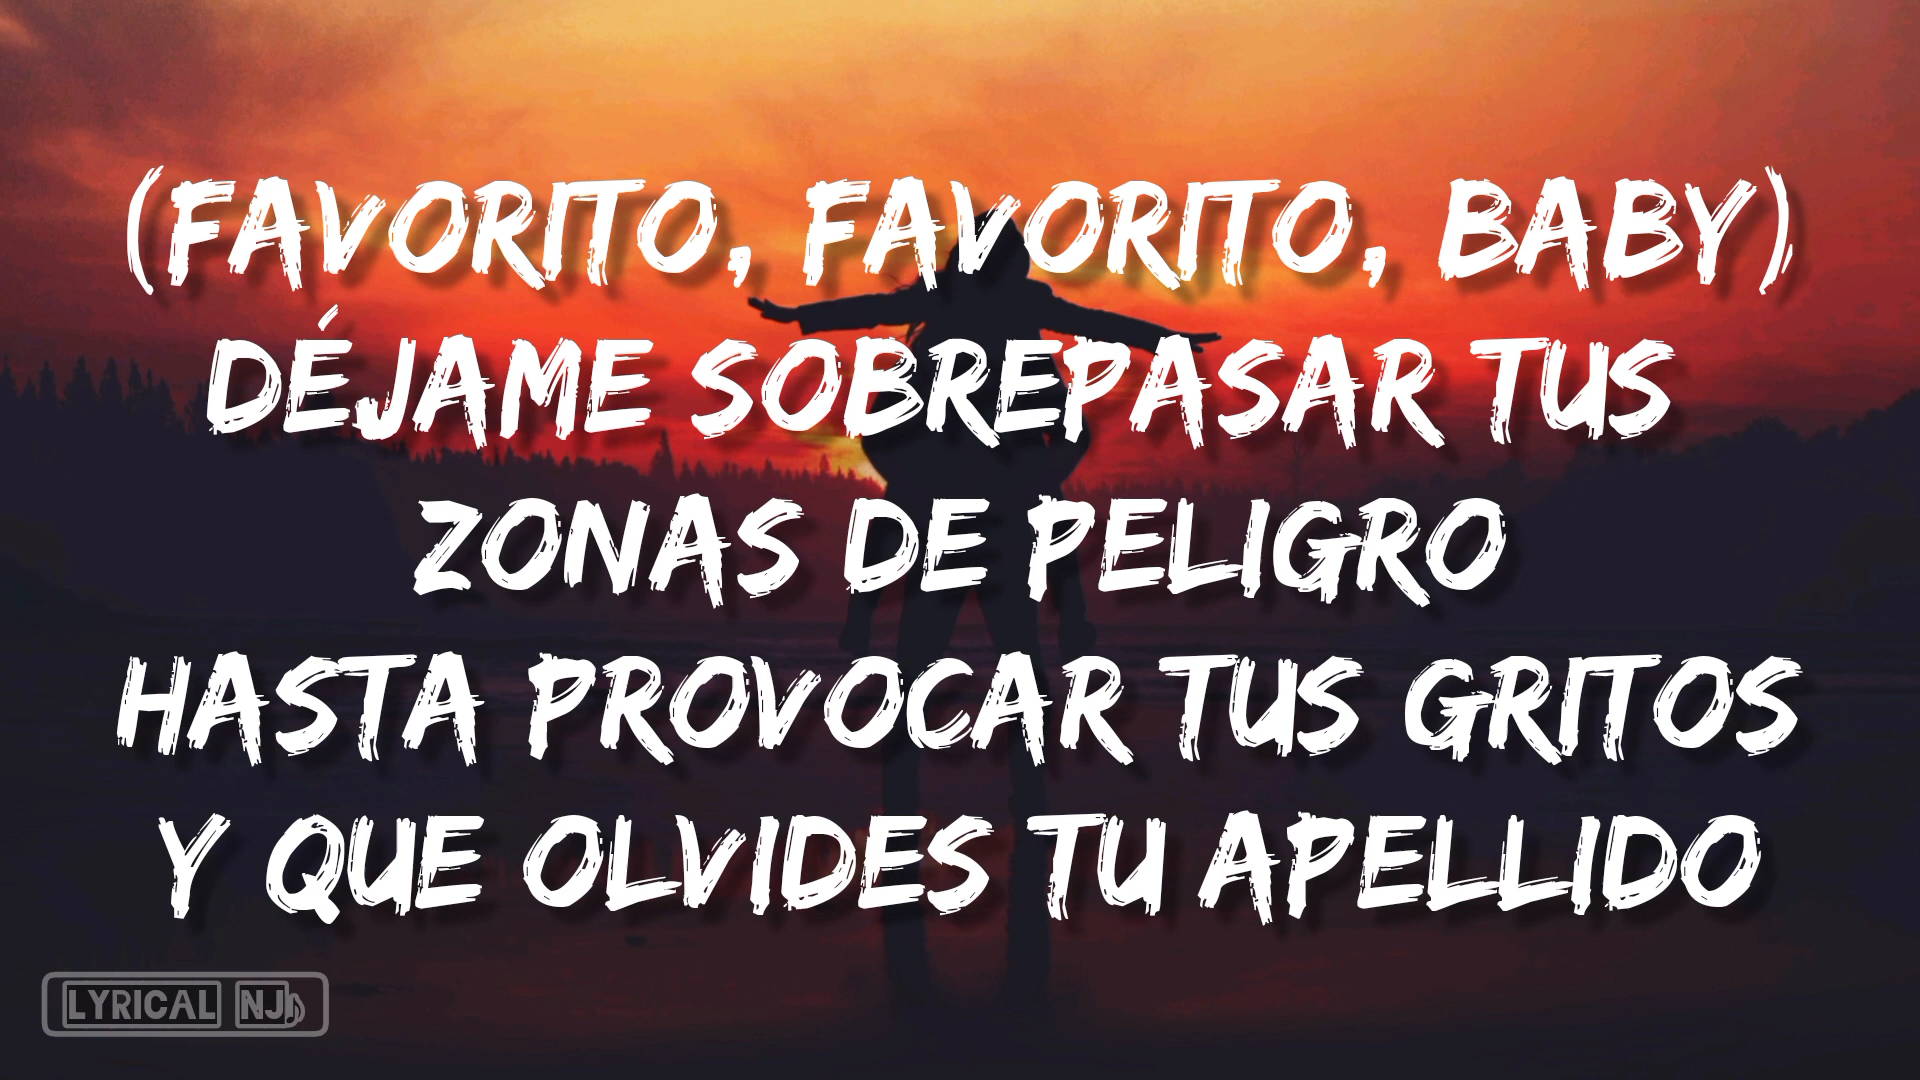 (FAVORITO, FAVORITO, BABY)
DÉJAME SOBREPASAR TUS
ZONAS DE PELIGRO
HASTA PROVOCAR TUS GRITOS
Y QUE OLVIDES TU APELLIDO
LYRICAL NJ